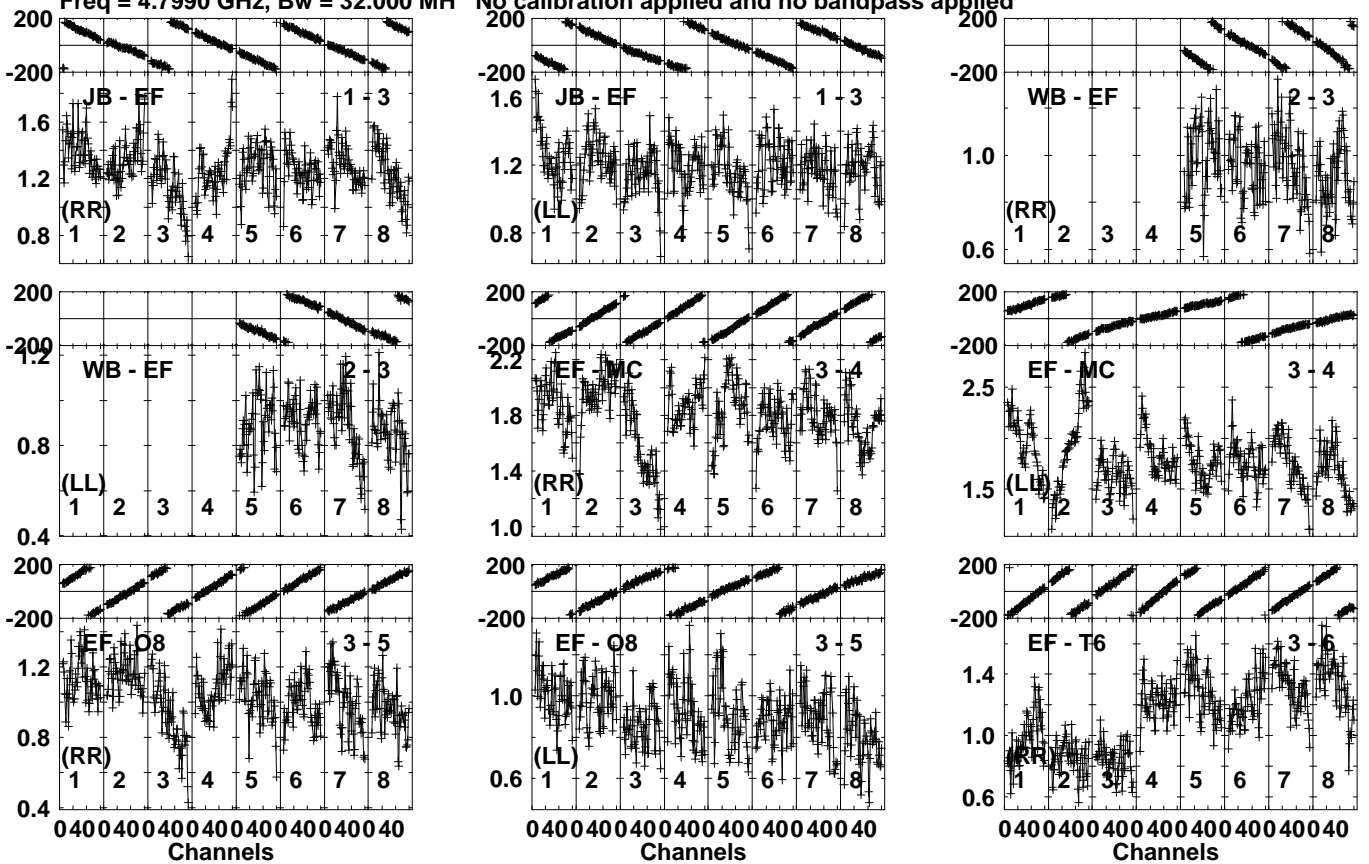 Freq = 4.7990 GHz, Bw = 32.000 MH No calibration applied and no bandpass applied
200 200 200
-200 -200 -200
JB - EF 1 - 3 JB - EF 1 - 3 WB - EF 2 - 3
1.6 1.6
1.2 1.2 1.0
(RR) (LL) (RR)
0.8 1 2 3 4 5 6 7 8 0.8 1 2 3 4 5 6 7 8 0.6 1 2 3 4 5 6 7 8
200 200 200
-200 -200 -200
1.2 WB - EF 2 - 3 2.2 EF - MC 3 - 4 EF - MC 3 - 4
2.5
0.8 1.8
1.4
(LL) (RR) (LL) 1.5
1 2 3 4 5 6 7 8 1 2 3 4 5 6 7 8 1 2 3 4 5 6 7 8
0.4 1.0
200 200 200
-200 -200 -200
EF - O8 3 - 5 EF - O8 3 - 5 EF - T6 3 - 6
1.2 1.0 1.4
0.8 1.0
(RR) (LL) (RR)
1 2 3 4 5 6 7 8 0.6 1 2 3 4 5 6 7 8 1 2 3 4 5 6 7 8
0.4 0.6
0 40 0 40 0 40 0 40 0 40 0 40 0 40 0 40 0 40 0 40 0 40 0 40 0 40 0 40 0 40 0 40 0 40 0 40 0 40 0 40 0 40 0 40 0 40 0 40
Channels Channels Channels